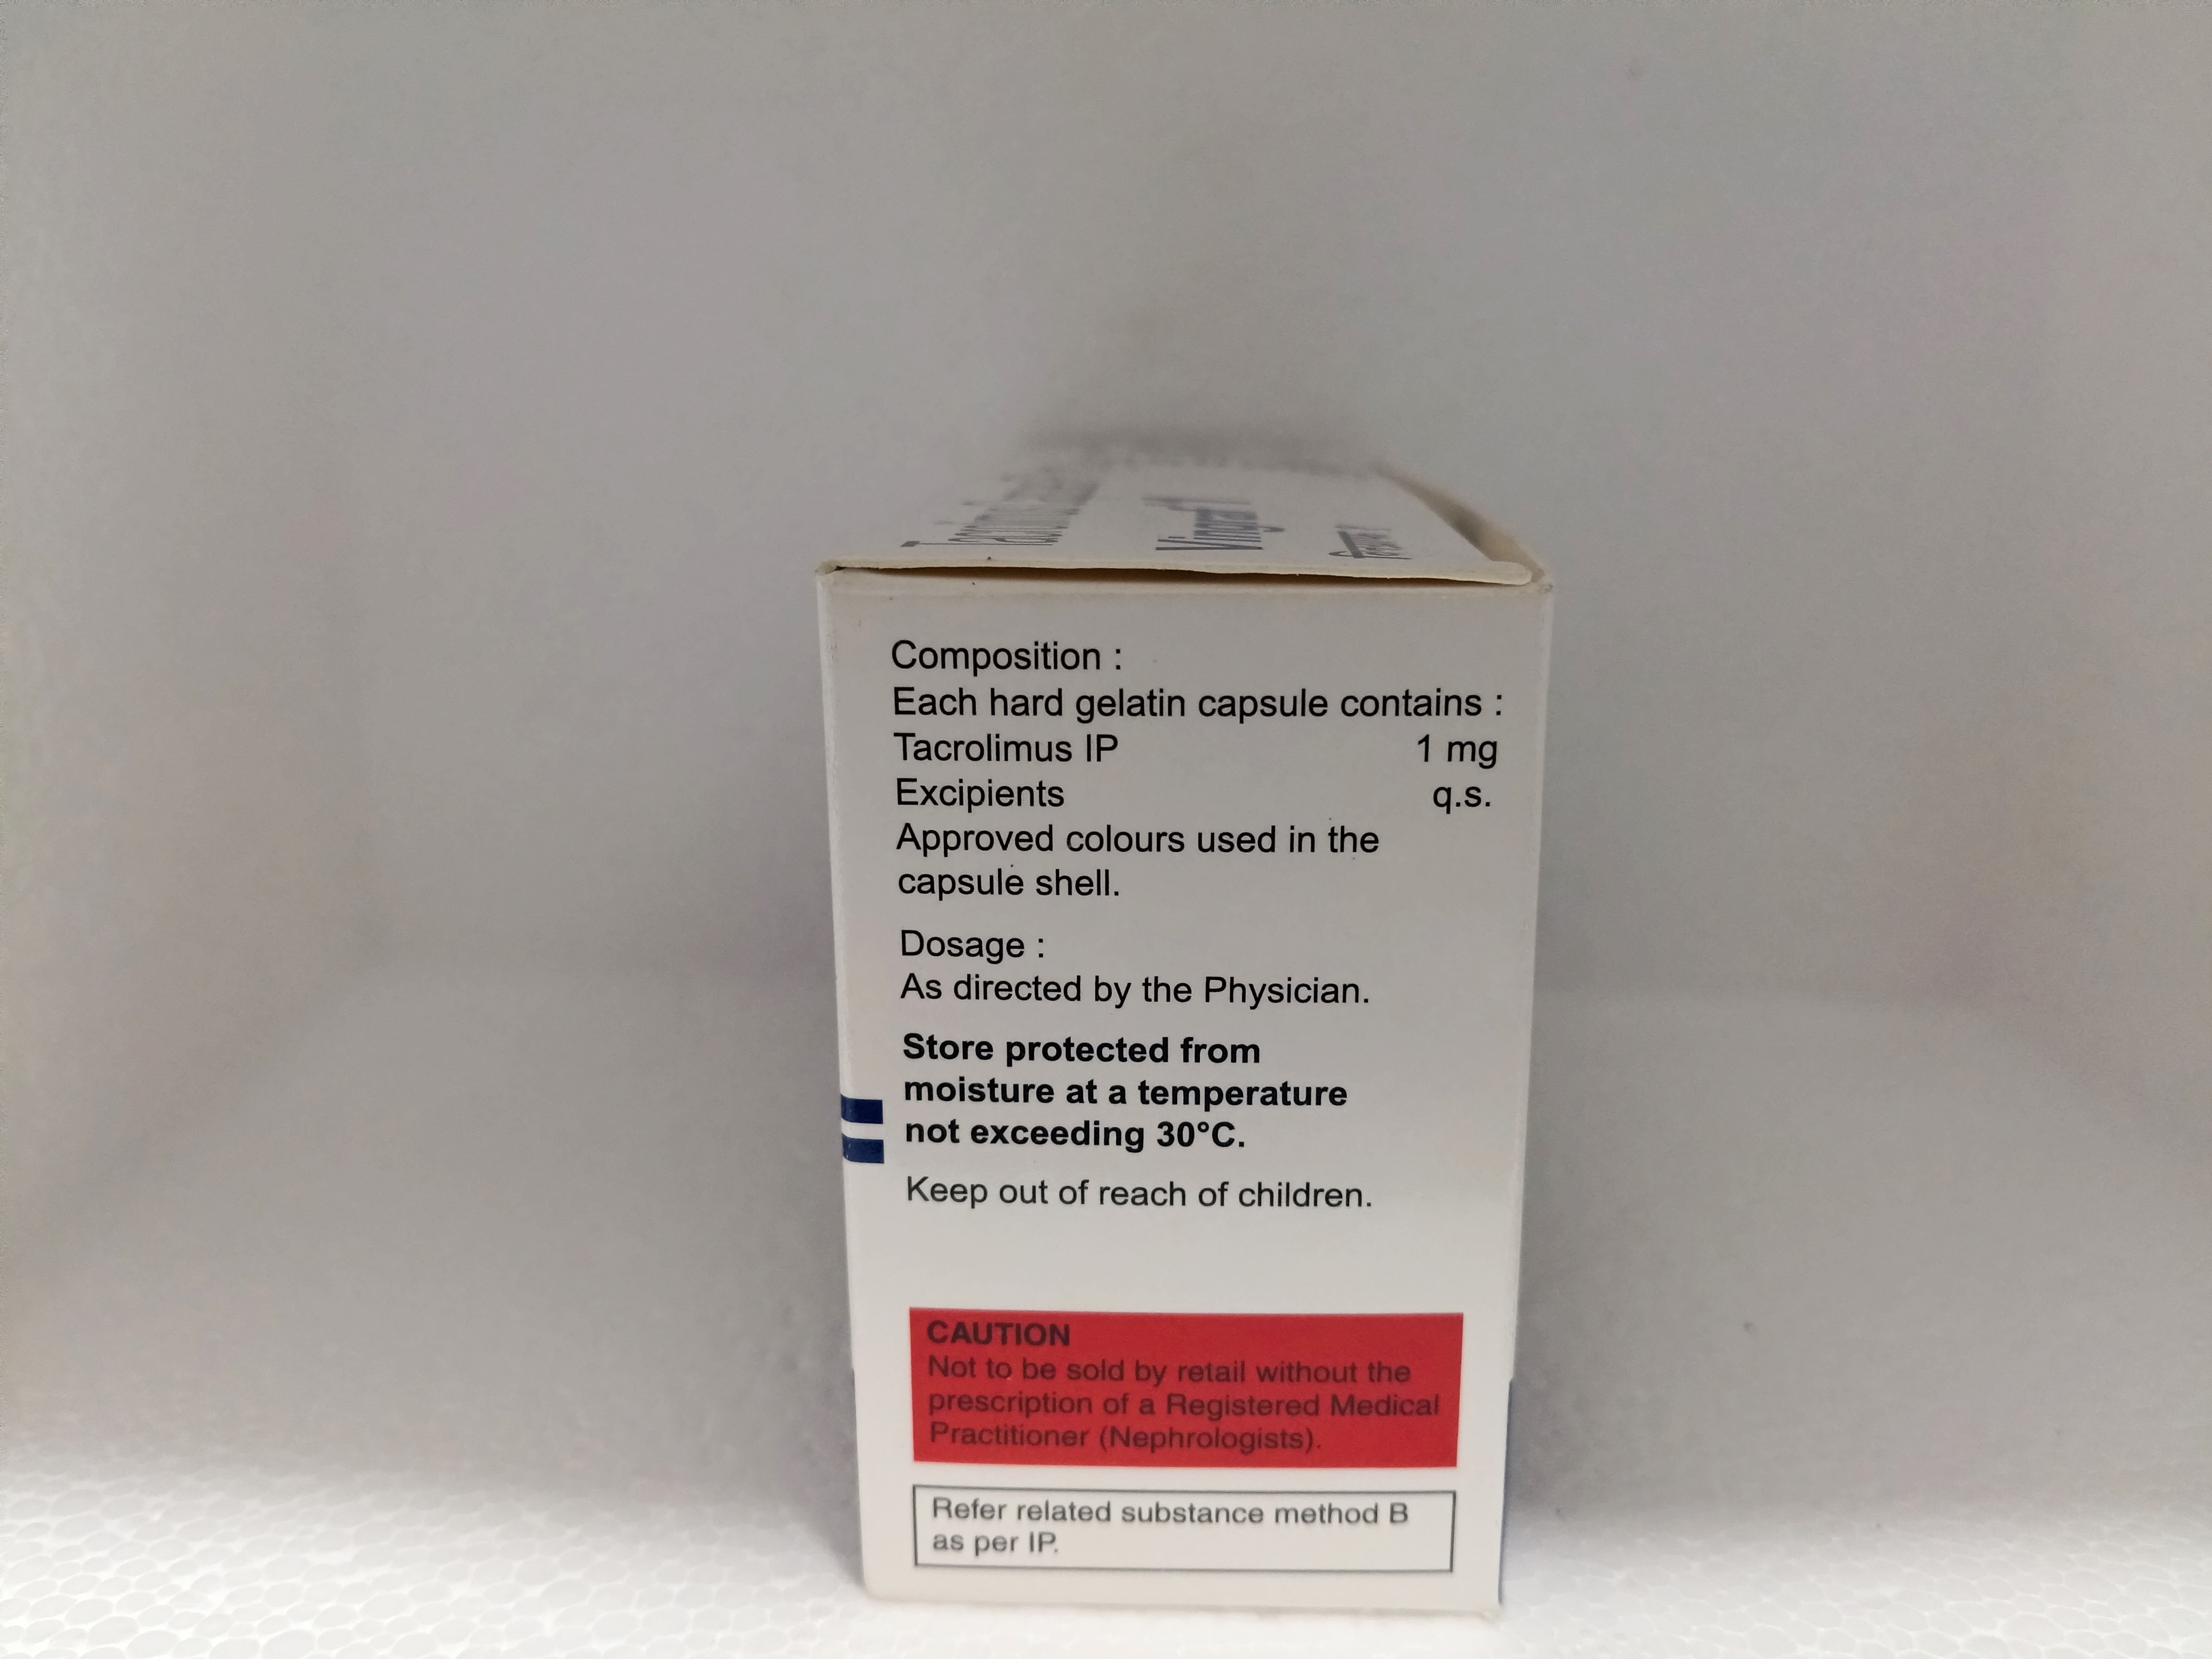 Composition :
Each hard gelatin capsule contains :
Tacrolimus IP 1 mg
Excipients q.s.
Approved colours used in the
capsule shell.
Dosage :
As directed by the Physician.
Store protected from
moisture at a temperature
not exceeding 30°C.
Keep out of reach of children.
CAUTION
Not to be sold by retail without the
prescription of a Registered Medical
Practitioner (Nephrologists).
Refer related substance method B
as per IP.